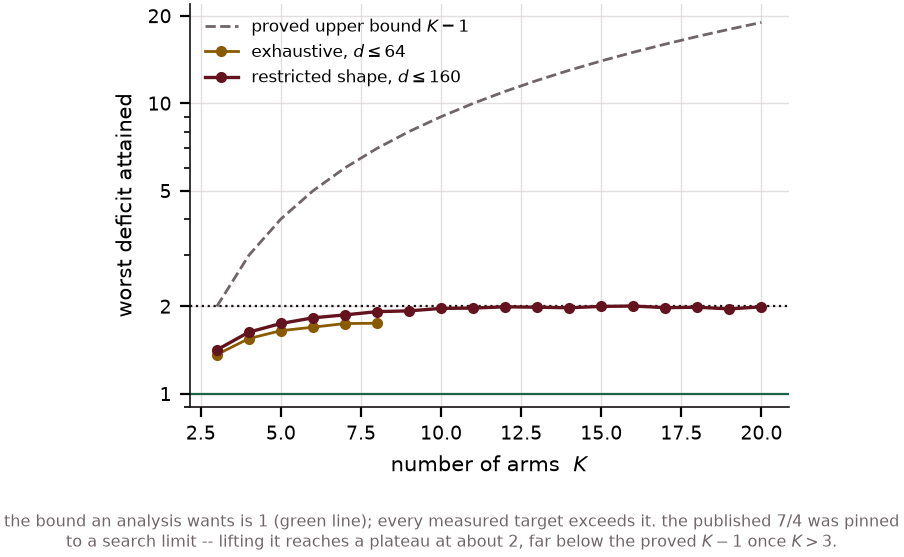 20
10
5
2
1
worst deficit attained
proved upper bound K − 1
exhaustive, d ≤ 64
restricted shape, d ≤ 160
2.5 5.0 7.5 10.0 12.5 15.0 17.5 20.0
number of arms K
the bound an analysis wants is 1 (green line); every measured target exceeds it. the published 7/4 was pinned
to a search limit -- lifting it reaches a plateau at about 2, far below the proved K − 1 once K > 3.